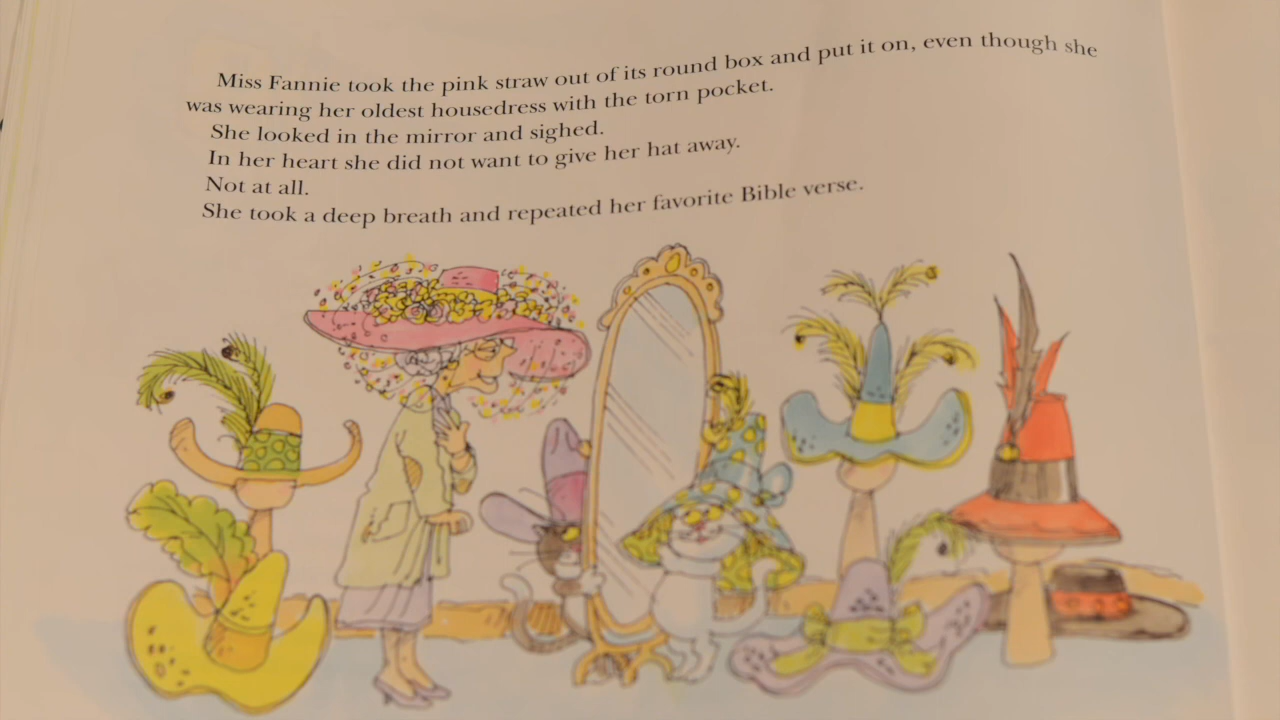 Miss Fannie took the pink straw out of its round box and put it on, even though she
was wearing her oldest housedress with the torn pocket.
She looked in the mirror and sighed.
In her heart she did not want to give her hat away.
Not at all.
She took a deep breath and repeated her favorite Bible verse.